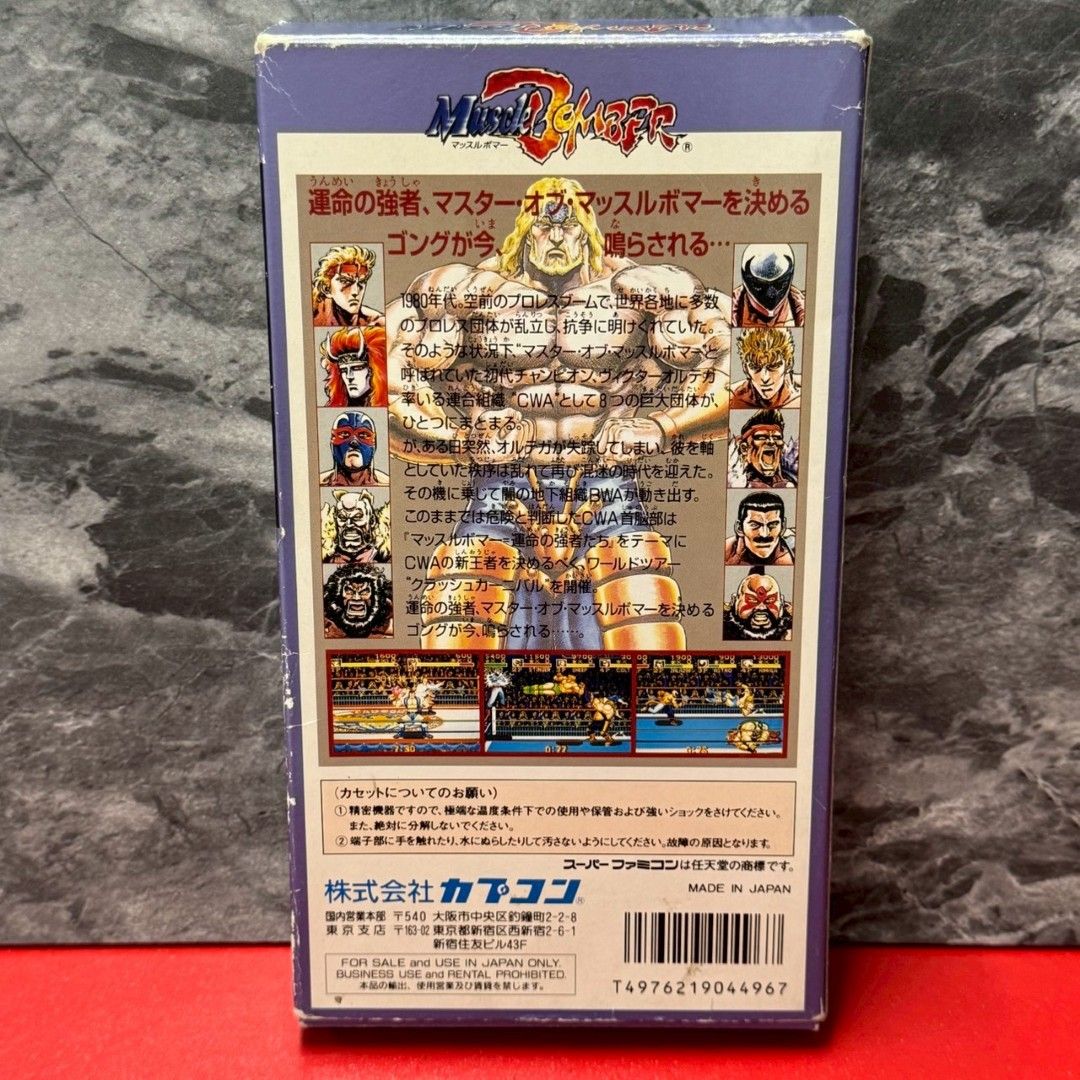 Muscle BOMBER
マッスルボマー ®
運命の強者、マスター・オブ・マッスルボマーを決める
ゴングが今、鳴らされる…
1980年代。空前のプロレスブームで、世界各地に多数
のプロレス団体が乱立し、抗争に明けくれていた。
そのような状況下“マスター・オブ・マッスルボマー”と
呼ばれていた初代チャンピオン、ヴィクター・オルテガ
率いる連合組織“CWA”として8つの巨大団体が、
ひとつにまとまる。
が、ある日突然、オルテガが失踪してしまい、彼を軸
としていた秩序は乱れて再び混迷の時代を迎えた。
その機に乗じて闇の地下組織BWAが動き出す。
このままでは危険と判断したCWA首脳部は
『マッスルボマー=運命の強者たち』をテーマに
CWAの新王者を決めるべく、ワールドツアー
“クラッシュカーニバル”を開催。
運命の強者、マスター・オブ・マッスルボマーを決める
ゴングが今、鳴らされる……。
(カセットについてのお願い)
①精密機器ですので、極端な温度条件下での使用や保管および強いショックをさけてください。
また、絶対に分解しないでください。
②端子部に手を触れたり、水にぬらしたりして汚さないようにしてください。故障の原因となります。
スーパーファミコンは任天堂の商標です。
株式会社 カプコン®
MADE IN JAPAN
国内営業本部 〒540 大阪市中央区釣鐘町2-2-8
東京支店 〒163-02 東京都新宿区西新宿2-6-1
新宿住友ビル43F
FOR SALE and USE IN JAPAN ONLY.
BUSINESS USE and RENTAL PROHIBITED.
本品の輸出、使用営業及び賃貸を禁じます。
T4976219044967